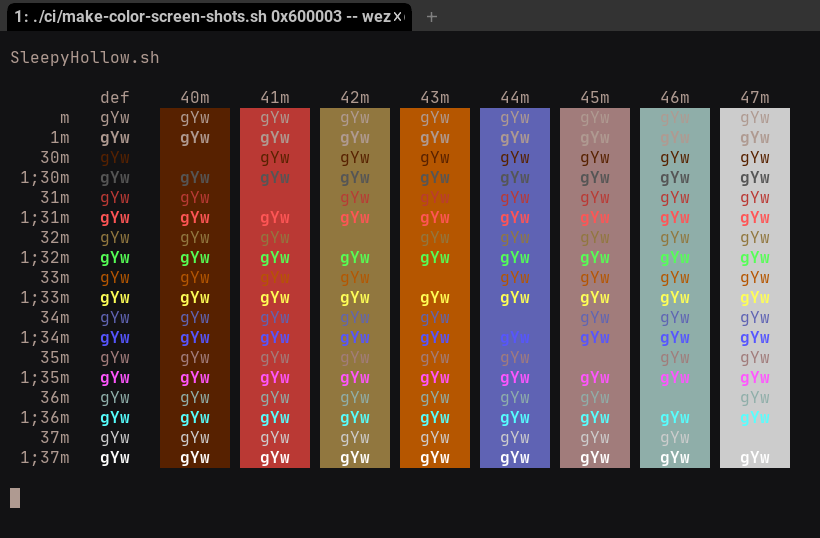 1: ./ci/make-color-screen-shots.sh 0x600003 -- wez× +
SleepyHollow.sh
def 40m 41m 42m 43m 44m 45m 46m 47m
m gYw gYw gYw gYw gYw gYw gYw gYw gYw
1m gYw gYw gYw gYw gYw gYw gYw gYw gYw
30m gYw gYw gYw gYw gYw gYw gYw gYw
1;30m gYw gYw gYw gYw gYw gYw gYw gYw gYw
31m gYw gYw gYw gYw gYw gYw gYw gYw
1;31m gYw gYw gYw gYw gYw gYw gYw gYw gYw
32m gYw gYw gYw gYw gYw gYw gYw gYw
1;32m gYw gYw gYw gYw gYw gYw gYw gYw gYw
33m gYw gYw gYw gYw gYw gYw gYw gYw
1;33m gYw gYw gYw gYw gYw gYw gYw gYw gYw
34m gYw gYw gYw gYw gYw gYw gYw gYw
1;34m gYw gYw gYw gYw gYw gYw gYw gYw gYw
35m gYw gYw gYw gYw gYw gYw gYw gYw
1;35m gYw gYw gYw gYw gYw gYw gYw gYw gYw
36m gYw gYw gYw gYw gYw gYw gYw gYw
1;36m gYw gYw gYw gYw gYw gYw gYw gYw gYw
37m gYw gYw gYw gYw gYw gYw gYw gYw
1;37m gYw gYw gYw gYw gYw gYw gYw gYw gYw